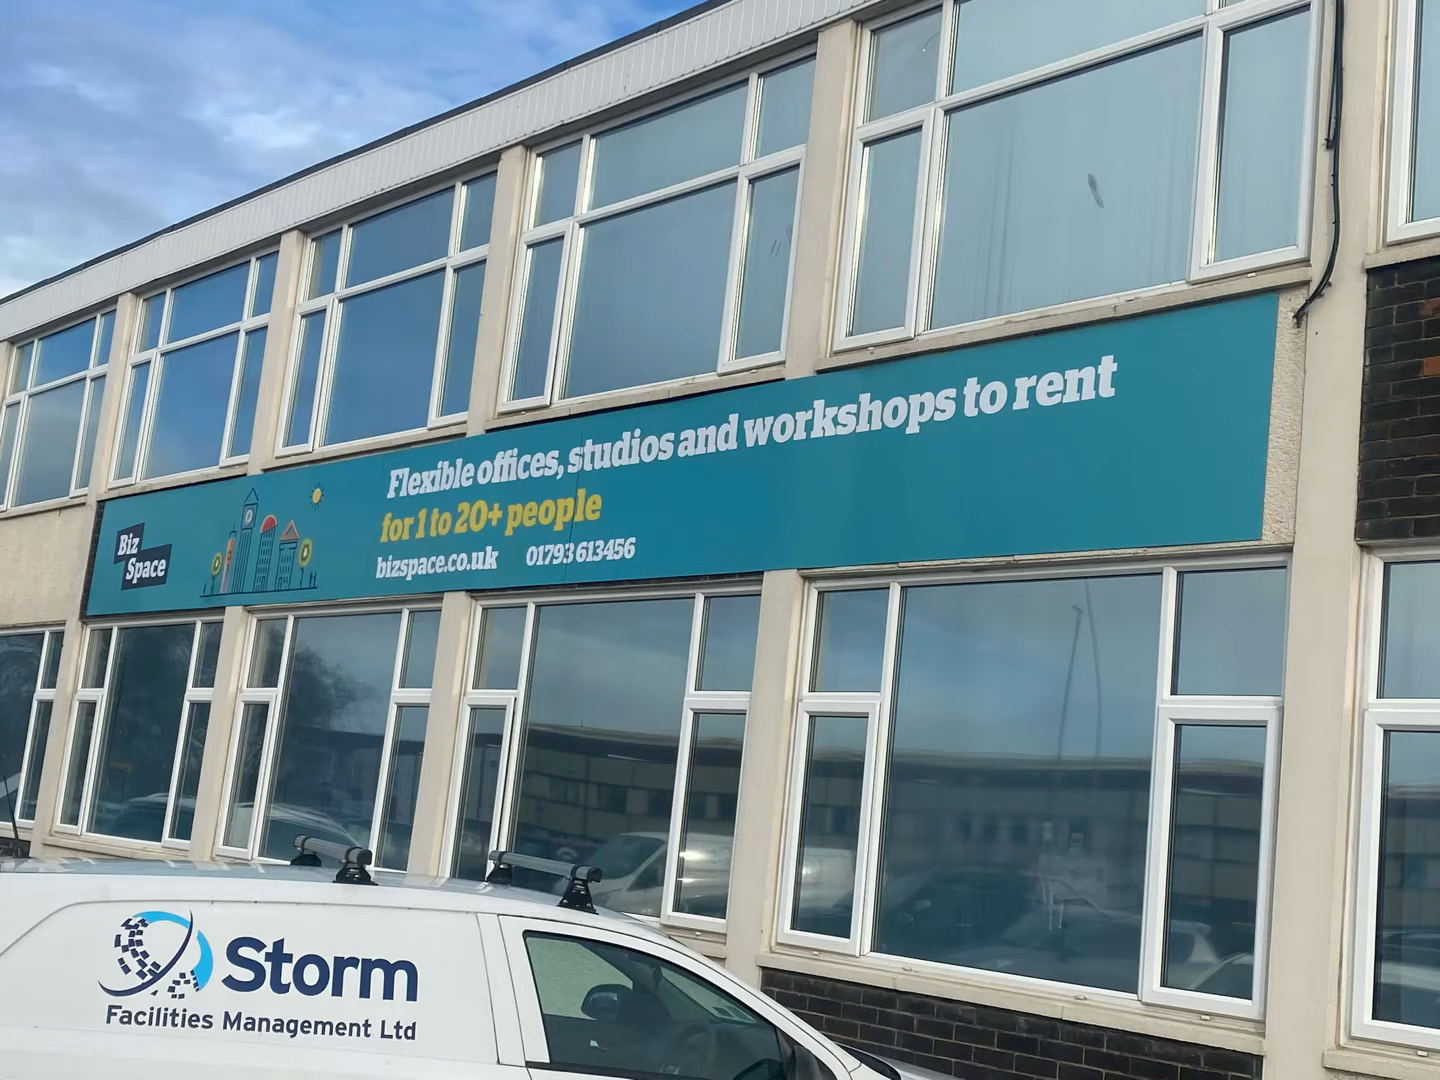 Flexible offices, studios and workshops to rent
for 1 to 20+ people
bizspace.co.uk 01793 613456
Biz
Space
Storm
Facilities Management Ltd